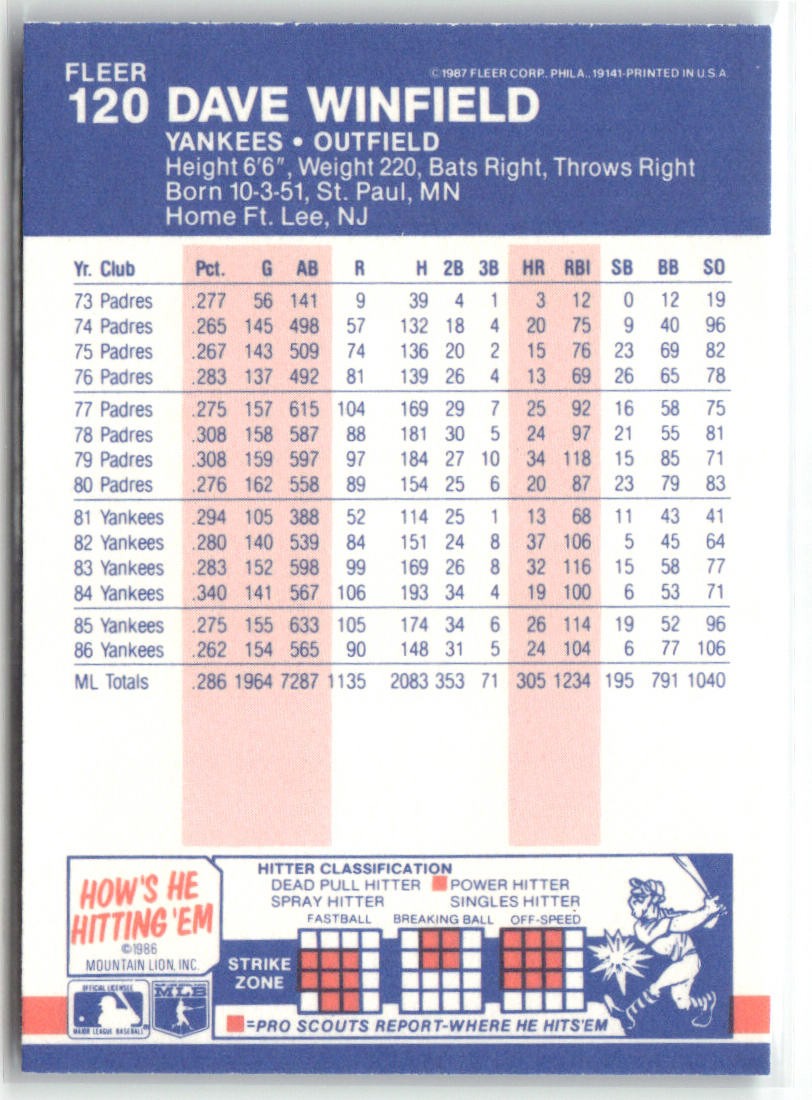 FLEER ©1987 FLEER CORP., PHILA., 19141-PRINTED IN U.S.A.
120 DAVE WINFIELD
YANKEES • OUTFIELD
Height 6'6", Weight 220, Bats Right, Throws Right
Born 10-3-51, St. Paul, MN
Home Ft. Lee, NJ
Yr. Club Pct. G AB R H 2B 3B HR RBI SB BB SO
73 Padres .277 56 141 9 39 4 1 3 12 0 12 19
74 Padres .265 145 498 57 132 18 4 20 75 9 40 96
75 Padres .267 143 509 74 136 20 2 15 76 23 69 82
76 Padres .283 137 492 81 139 26 4 13 69 26 65 78
77 Padres .275 157 615 104 169 29 7 25 92 16 58 75
78 Padres .308 158 587 88 181 30 5 24 97 21 55 81
79 Padres .308 159 597 97 184 27 10 34 118 15 85 71
80 Padres .276 162 558 89 154 25 6 20 87 23 79 83
81 Yankees .294 105 388 52 114 25 1 13 68 11 43 41
82 Yankees .280 140 539 84 151 24 8 37 106 5 45 64
83 Yankees .283 152 598 99 169 26 8 32 116 15 58 77
84 Yankees .340 141 567 106 193 34 4 19 100 6 53 71
85 Yankees .275 155 633 105 174 34 6 26 114 19 52 96
86 Yankees .262 154 565 90 148 31 5 24 104 6 77 106
ML Totals .286 1964 7287 1135 2083 353 71 305 1234 195 791 1040
HOW'S HE
HITTING 'EM
©1986
MOUNTAIN LION, INC.
HITTER CLASSIFICATION
DEAD PULL HITTER POWER HITTER
SPRAY HITTER SINGLES HITTER
FASTBALL BREAKING BALL OFF-SPEED
STRIKE
ZONE
=PRO SCOUTS REPORT-WHERE HE HITS'EM
OFFICIAL LICENSEE
MAJOR LEAGUE BASEBALL
MLB